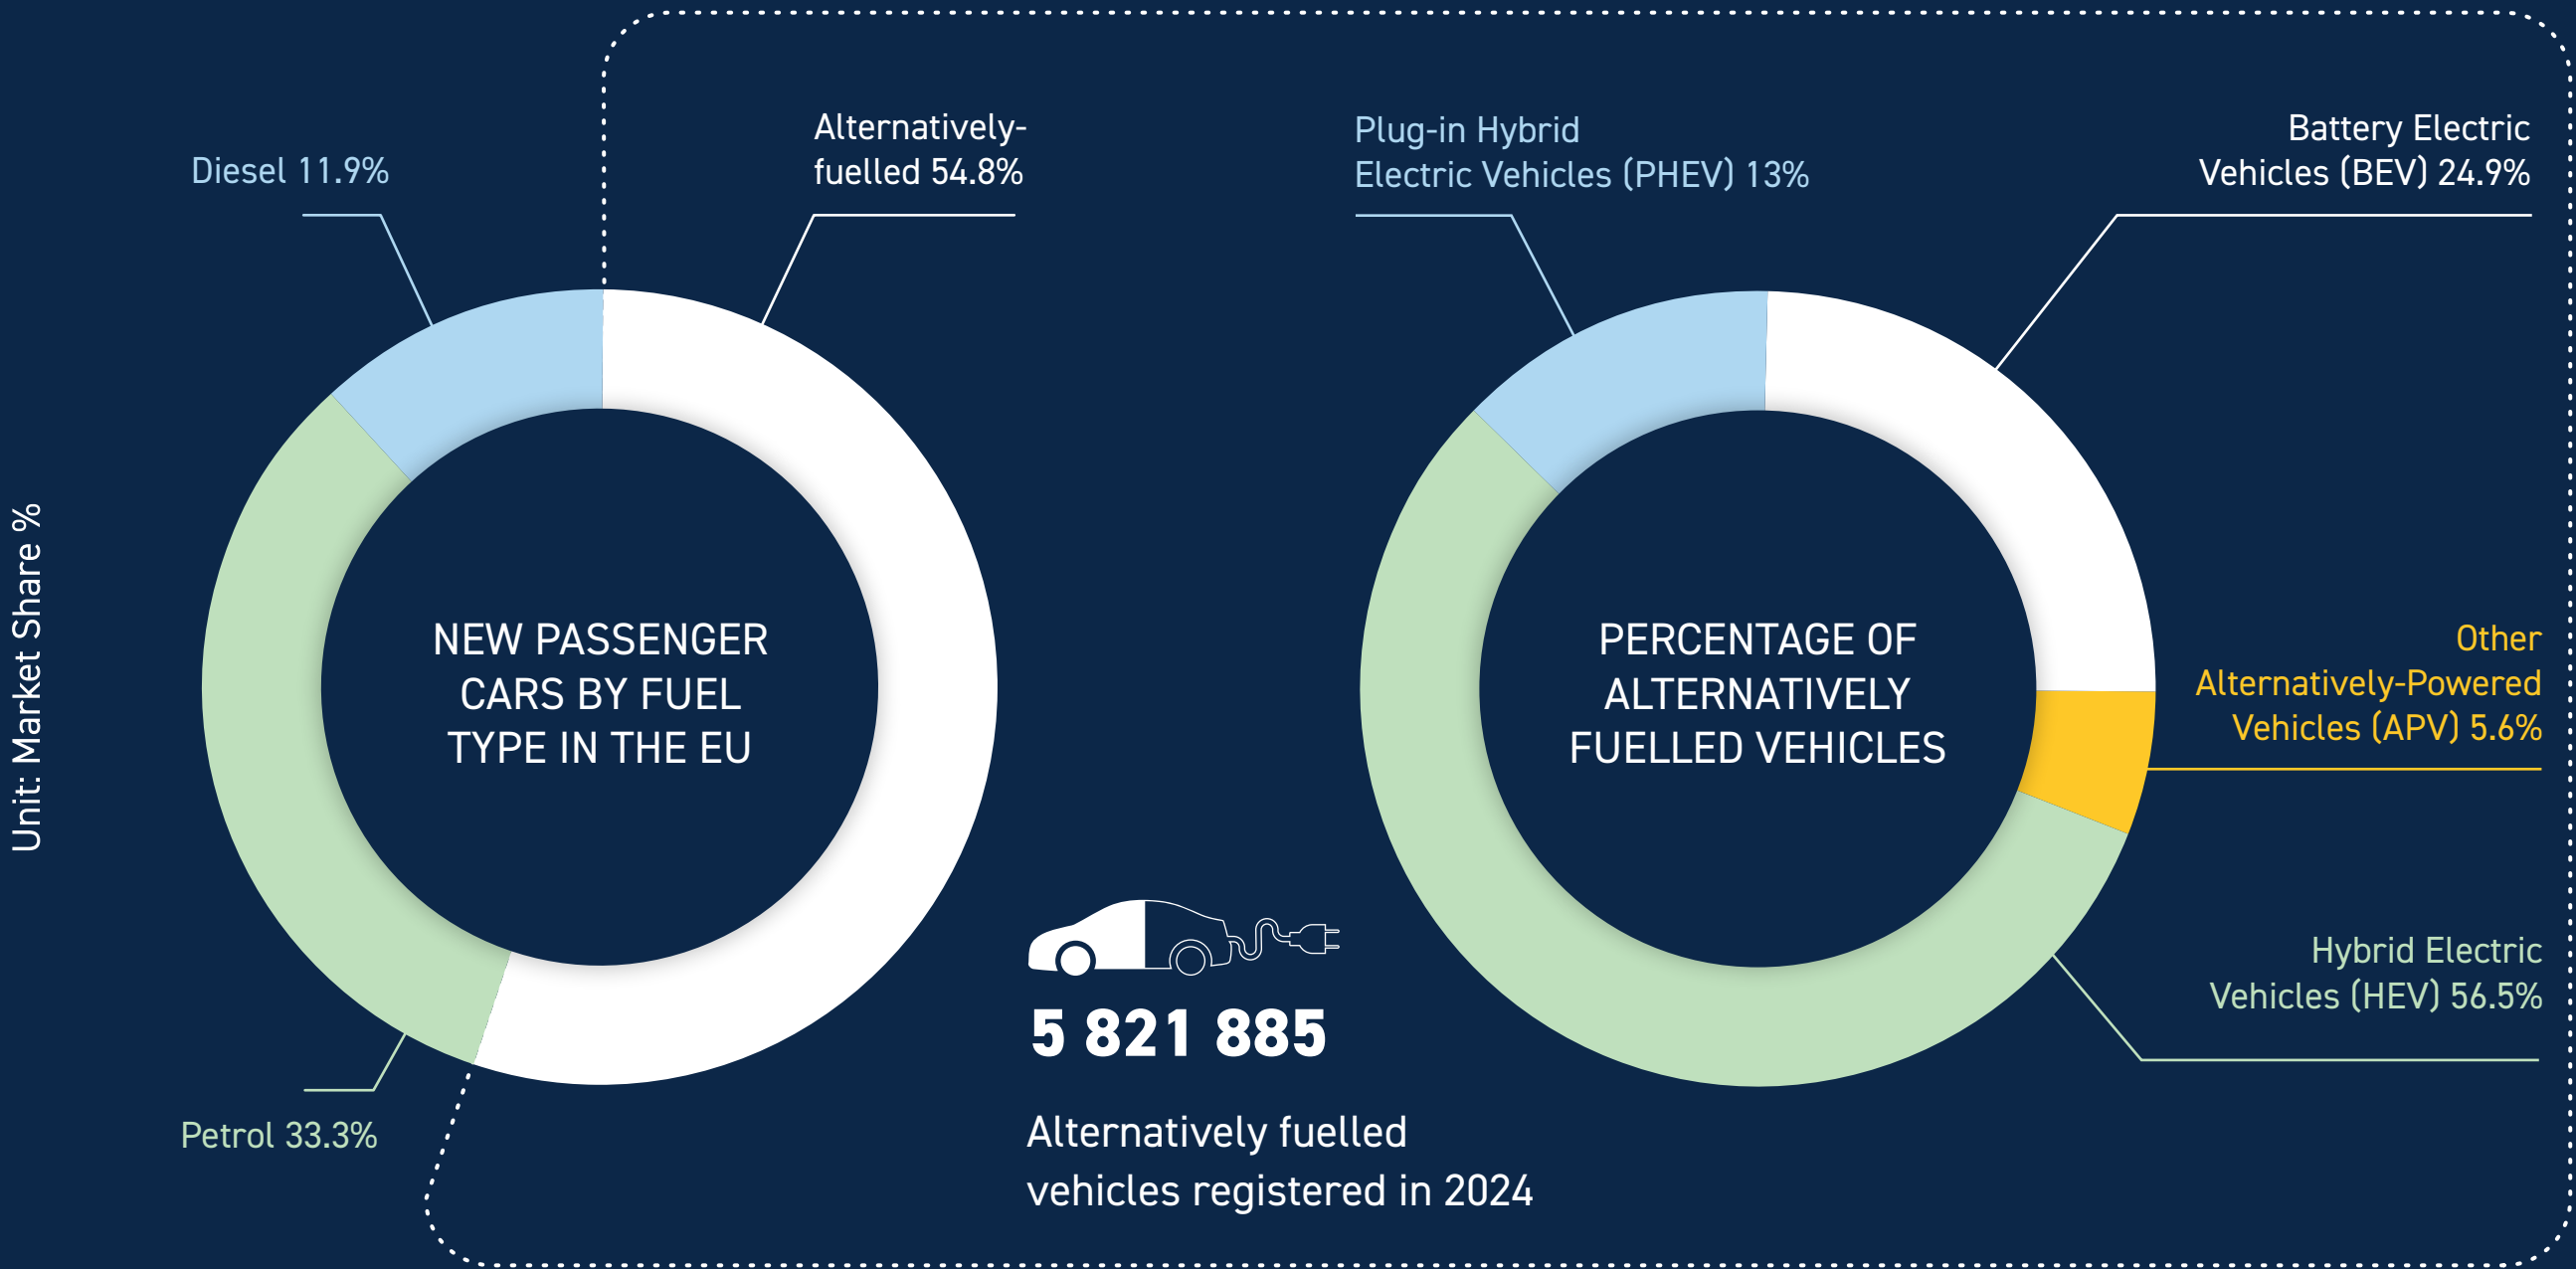 Unit: Market Share %
Diesel 11.9%
Alternatively-
fuelled 54.8%
NEW PASSENGER
CARS BY FUEL
TYPE IN THE EU
Petrol 33.3%
5 821 885
Alternatively fuelled
vehicles registered in 2024
Plug-in Hybrid
Electric Vehicles (PHEV) 13%
Battery Electric
Vehicles (BEV) 24.9%
PERCENTAGE OF
ALTERNATIVELY
FUELLED VEHICLES
Other
Alternatively-Powered
Vehicles (APV) 5.6%
Hybrid Electric
Vehicles (HEV) 56.5%